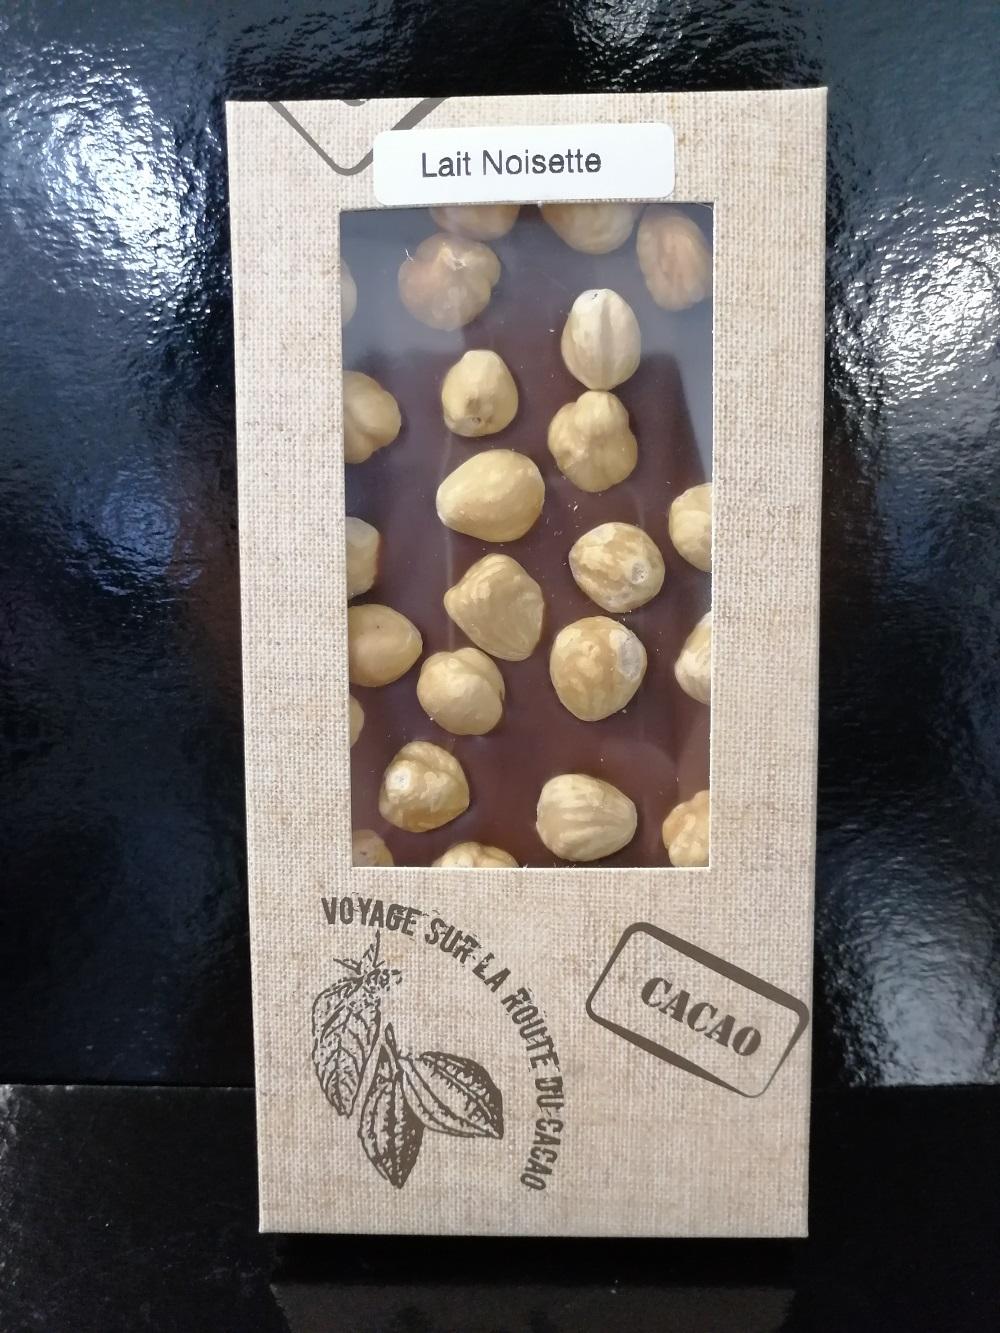 Lait Noisette
VOYAGE SUR LA ROUTE DU CACAO
CACAO